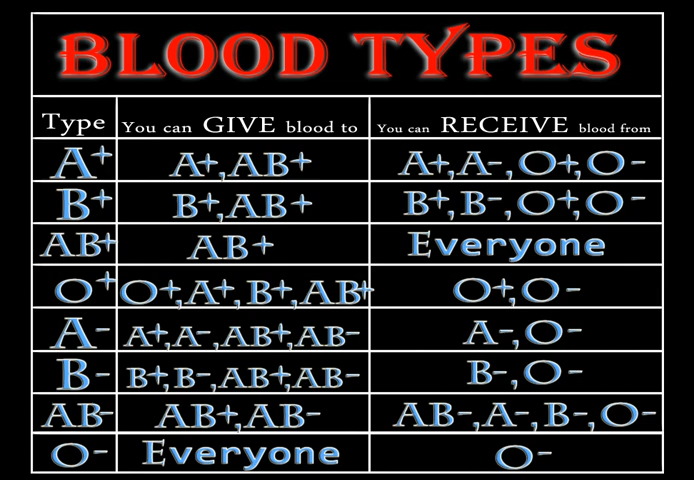 BLOOD TYPES
Type You can GIVE blood to You can RECEIVE blood from
A+ A+,AB+ A+,A-,O+,O-
B+ B+,AB+ B+,B-,O+,O-
AB+ AB+ Everyone
O+ O+,A+,B+,AB+ O+,O-
A- A+,A-,AB+,AB- A-,O-
B- B+,B-,AB+,AB- B-,O-
AB- AB+,AB- AB-,A-,B-,O-
O- Everyone O-